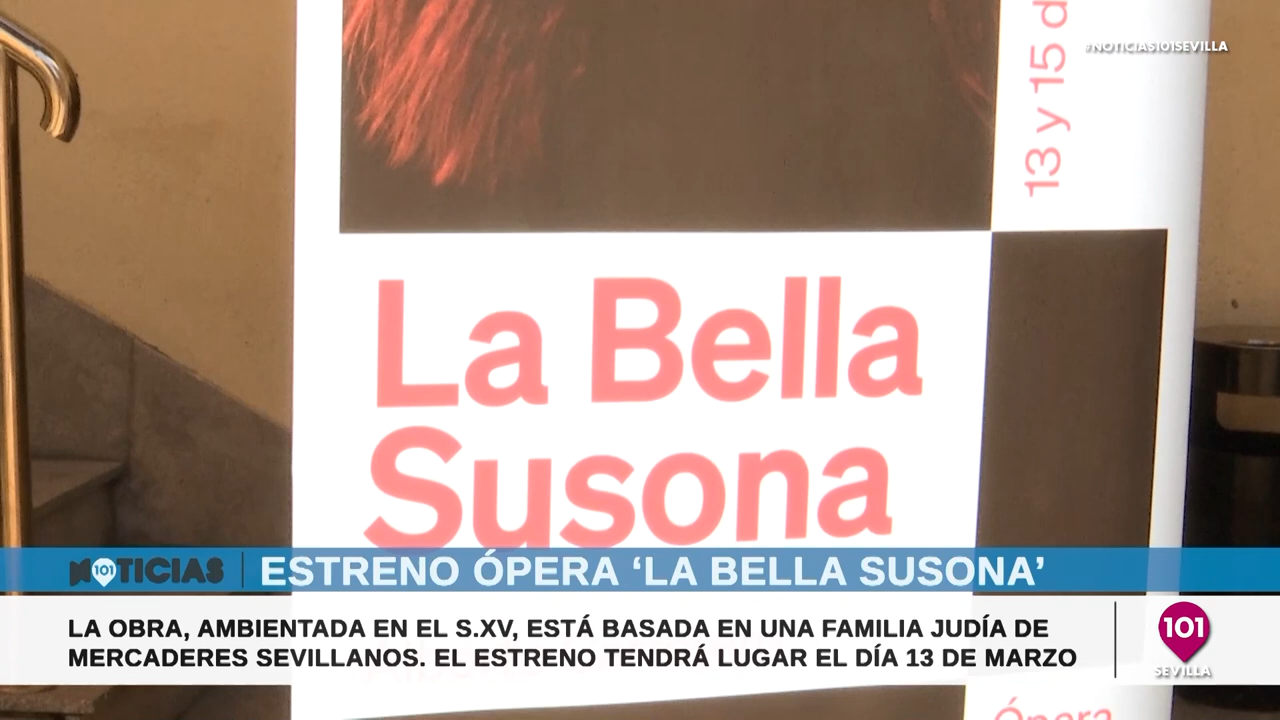 #NOTICIAS101SEVILLA
13 y 15 d
La Bella
Susona
NOTICIAS 101
ESTRENO ÓPERA ‘LA BELLA SUSONA’
LA OBRA, AMBIENTADA EN EL S.XV, ESTÁ BASADA EN UNA FAMILIA JUDÍA DE
MERCADERES SEVILLANOS. EL ESTRENO TENDRÁ LUGAR EL DÍA 13 DE MARZO
101
SEVILLA
Ópera